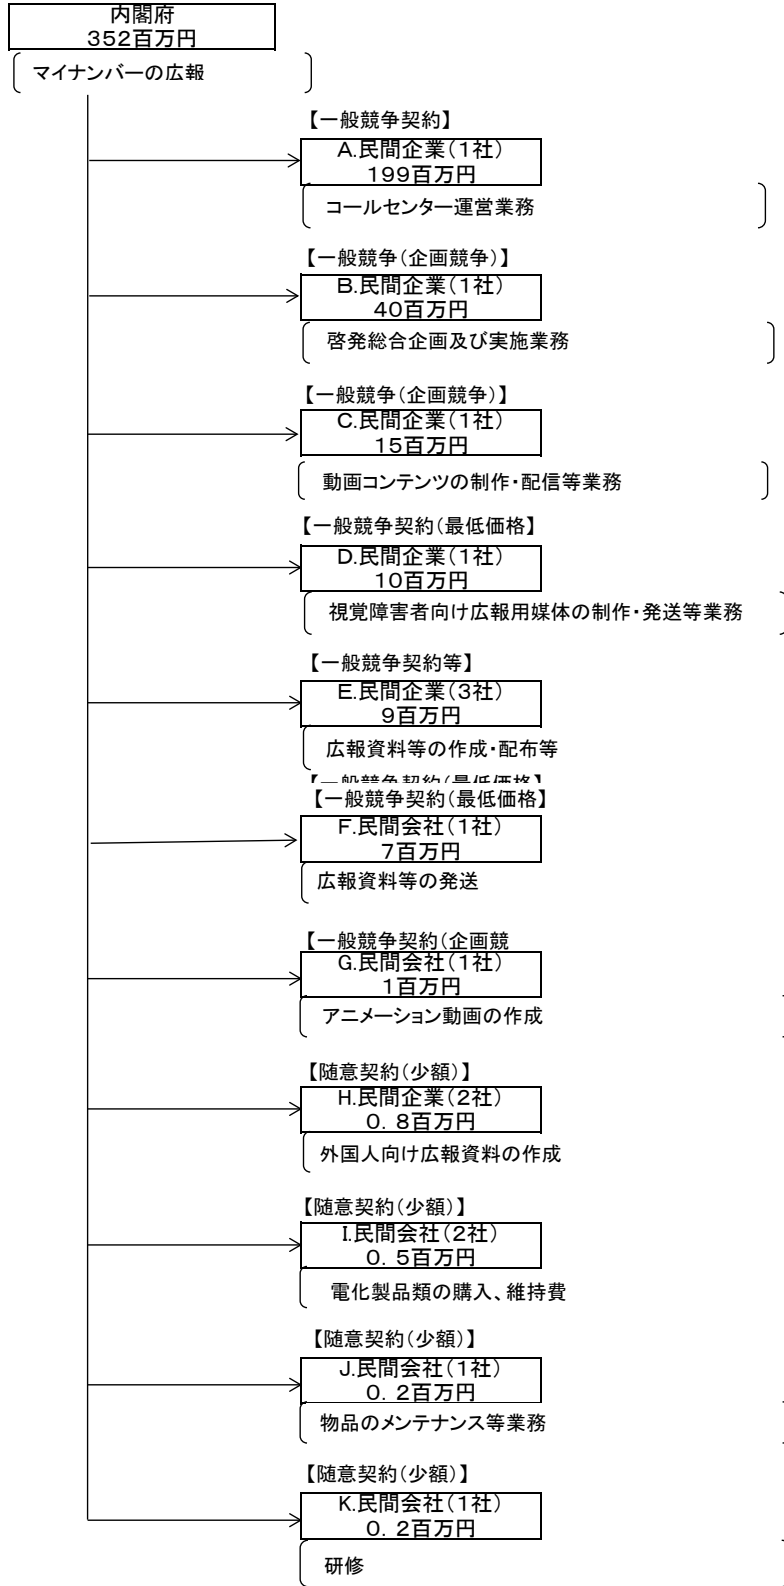 内閣府
352百万円
マイナンバーの広報
【一般競争契約】
A.民間企業(1社)
199百万円
コールセンター運営業務
【一般競争(企画競争)】
B.民間企業(1社)
40百万円
啓発総合企画及び実施業務
【一般競争(企画競争)】
C.民間企業(1社)
15百万円
動画コンテンツの制作・配信等業務
【一般競争契約(最低価格】
D.民間企業(1社)
10百万円
視覚障害者向け広報用媒体の制作・発送等業務
【一般競争契約等】
E.民間企業(3社)
9百万円
広報資料等の作成・配布等
【一般競争契約(最低価格】
【一般競争契約(最低価格】
F.民間会社(1社)
7百万円
広報資料等の発送
【一般競争契約(企画競
G.民間会社(1社)
1百万円
アニメーション動画の作成
【随意契約(少額)】
H.民間企業(2社)
0.8百万円
外国人向け広報資料の作成
【随意契約(少額)】
I.民間会社(2社)
0.5百万円
電化製品類の購入、維持費
【随意契約(少額)】
J.民間会社(1社)
0.2百万円
物品のメンテナンス等業務
【随意契約(少額)】
K.民間会社(1社)
0.2百万円
研修